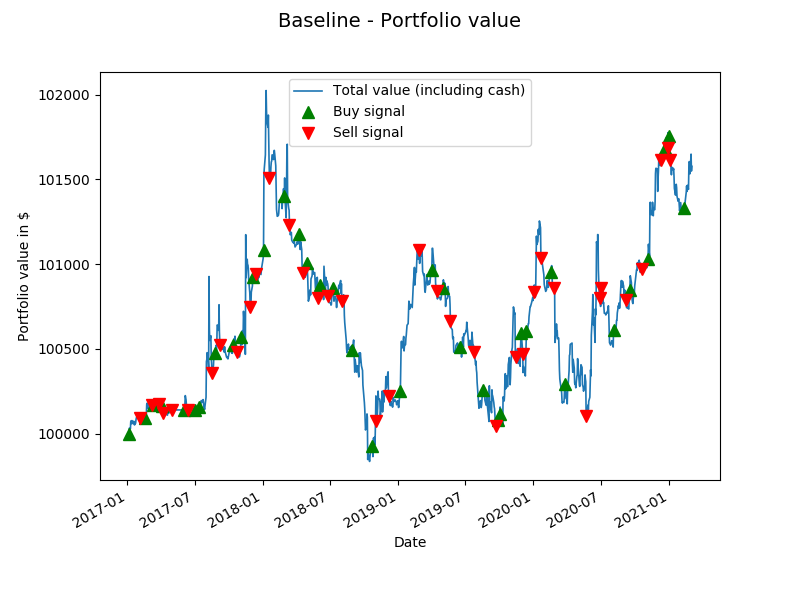 Baseline - Portfolio value
Total value (including cash)
Buy signal
Sell signal
102000
101500
101000
100500
100000
Portfolio value in $
2017-01
2017-07
2018-01
2018-07
2019-01
2019-07
2020-01
2020-07
2021-01
Date